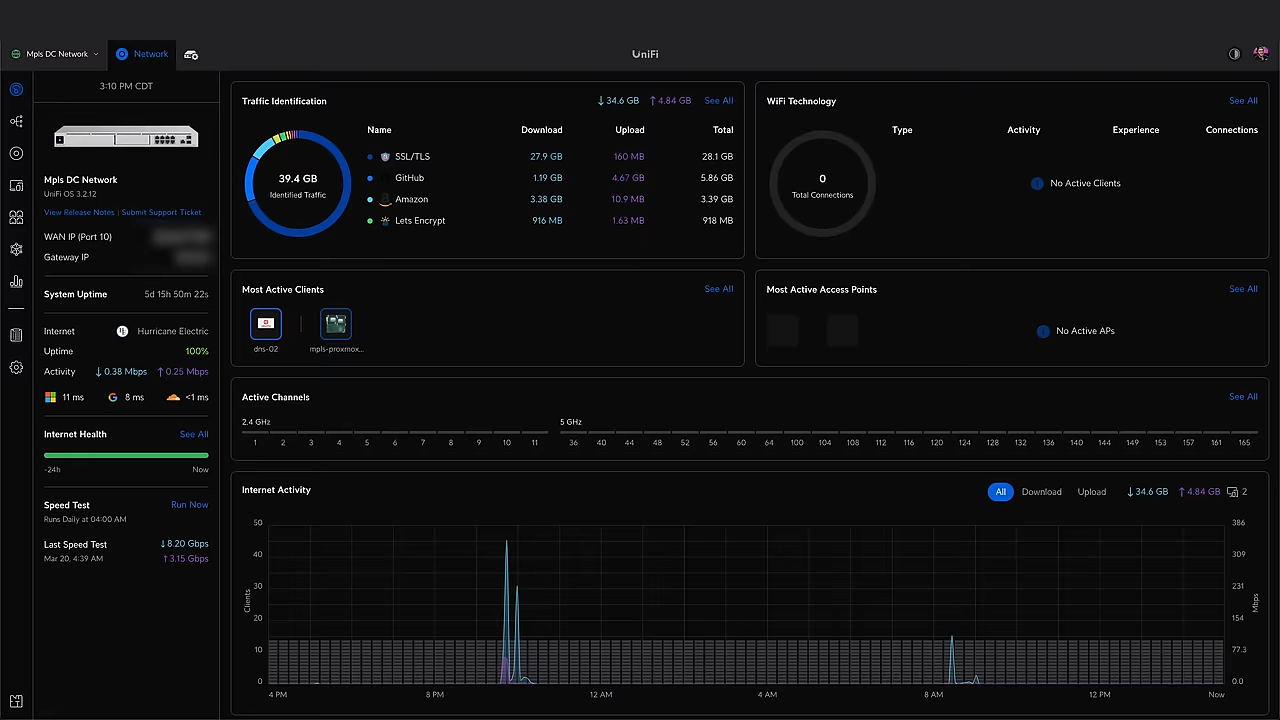 Mpls DC Network
Network
UniFi
3:10 PM CDT
Mpls DC Network
UniFi OS 3.2.12
View Release Notes | Submit Support Ticket
WAN IP (Port 10)
Gateway IP
System Uptime 5d 15h 50m 22s
Internet Hurricane Electric
Uptime 100%
Activity ↓ 0.38 Mbps ↑ 0.25 Mbps
11 ms 8 ms <1 ms
Internet Health See All
-24h Now
Speed Test Run Now
Runs Daily at 04:00 AM
Last Speed Test ↓ 8.20 Gbps
Mar 20, 4:39 AM ↑ 3.15 Gbps
Traffic Identification ↓ 34.6 GB ↑ 4.84 GB See All
39.4 GB
Identified Traffic
Name Download Upload Total
SSL/TLS 27.9 GB 160 MB 28.1 GB
GitHub 1.19 GB 4.67 GB 5.86 GB
Amazon 3.38 GB 10.9 MB 3.39 GB
Lets Encrypt 916 MB 1.63 MB 918 MB
WiFi Technology See All
0
Total Connections
Type Activity Experience Connections
No Active Clients
Most Active Clients See All
dns-02 mpls-proxmox...
Most Active Access Points See All
No Active APs
Active Channels See All
2.4 GHz 5 GHz
1 2 3 4 5 6 7 8 9 10 11 36 40 44 48 52 56 60 64 100 104 108 112 116 120 124 128 132 136 140 144 149 153 157 161 165
Internet Activity All Download Upload ↓ 34.6 GB ↑ 4.84 GB 2
50 386
40 309
30 231
20 154
10 77.3
0 0.0
Clients
Mbps
4 PM 8 PM 12 AM 4 AM 8 AM 12 PM Now